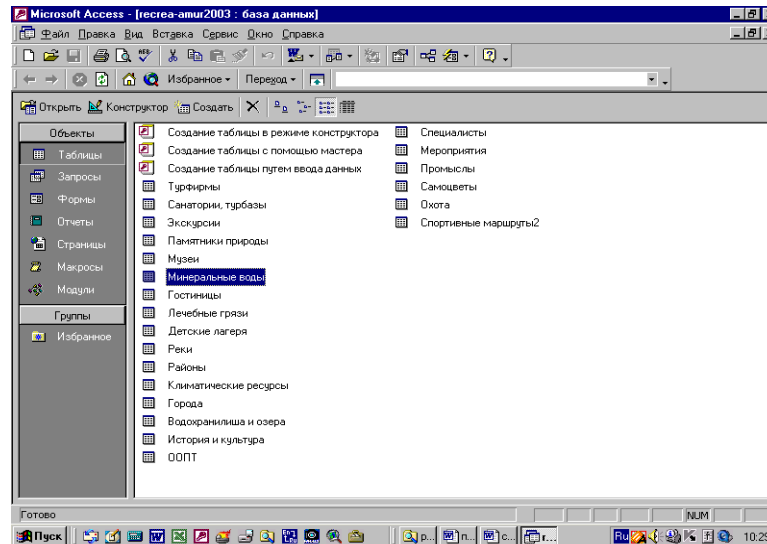 Microsoft Access - [recrea-amur2003 : база данных]
Файл Правка Вид Вставка Сервис Окно Справка
Избранное Переход
Открыть Конструктор Создать
Объекты
Таблицы
Запросы
Формы
Отчеты
Страницы
Макросы
Модули
Группы
Избранное
Создание таблицы в режиме конструктора
Создание таблицы с помощью мастера
Создание таблицы путем ввода данных
Турфирмы
Санатории, турбазы
Экскурсии
Памятники природы
Музеи
Минеральные воды
Гостиницы
Лечебные грязи
Детские лагеря
Реки
Районы
Климатические ресурсы
Города
Водохранилища и озера
История и культура
ООПТ
Специалисты
Мероприятия
Промыслы
Самоцветы
Охота
Спортивные маршруты2
Готово
NUM
Пуск
р...
п...
с...
r...
Ru
10:29